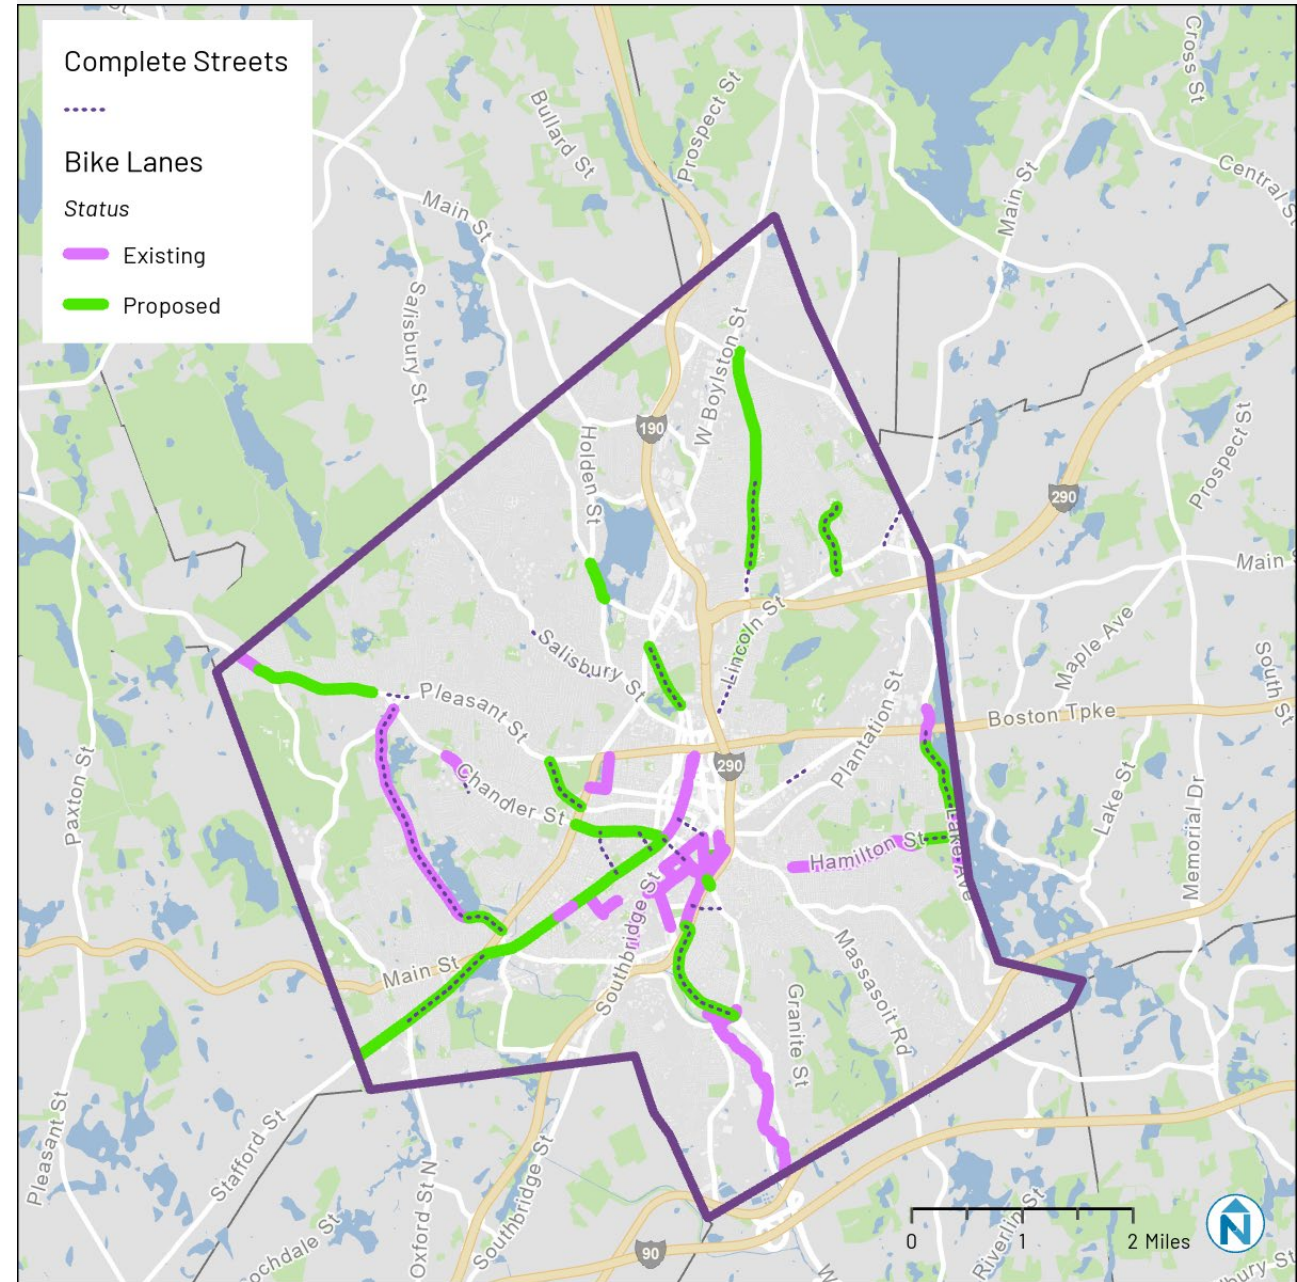 Complete Streets
Bike Lanes
Status
Existing
Proposed
Cross St
Bullard St
Prospect St
Main St
Central St
Main St
Salisbury St
W Boylston St
190
Holden St
290
Prospect St
Main
Lincoln St
Maple Ave
Salisbury St
South St
Pleasant St
Plantation St
Boston Tpke
Paxton St
290
Chandler St
Lake St
Memorial Dr
Hamilton St
Lake Ave
Southbridge St
Main St
Massasoit Rd
Granite St
Pleasant St
Stafford St
Oxford St N
Southbridge St
ochdale St
90
Riverlin St
0 1 2 Miles
N
W
bury St